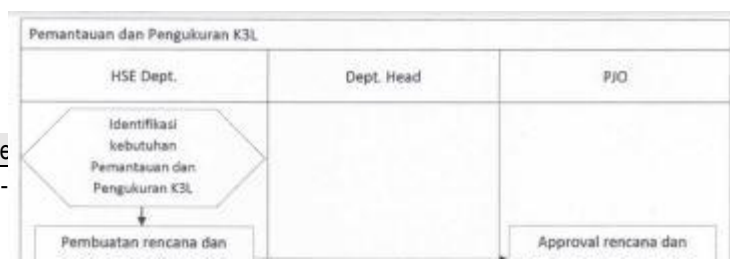 Pemantauan dan Pengukuran K3L
HSE Dept.
Dept. Head
PJO
Identifikasi
kebutuhan
Pemantauan dan
Pengukuran K3L
Pembuatan rencana dan
Approval rencana dan